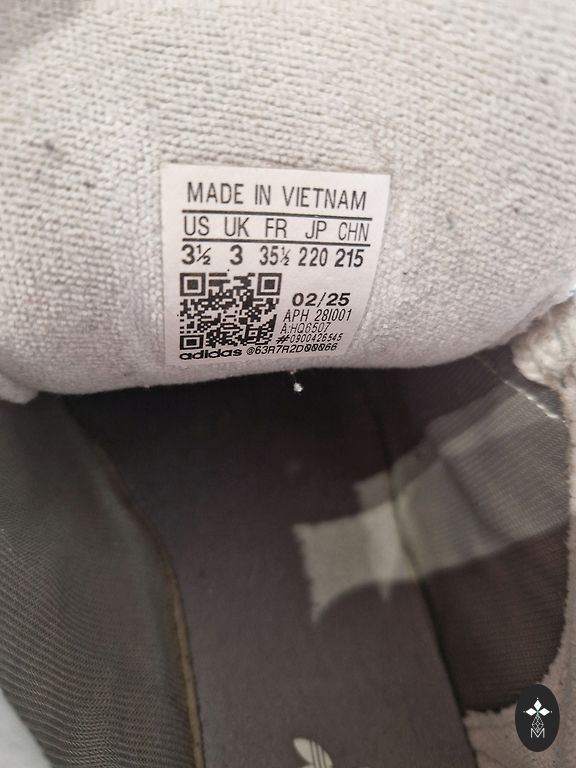 MADE IN VIETNAM
US UK FR JP CHN
3½ 3 35½ 220 215
02/25
APH 28I001
A:HQ6507
#0900426545
adidas @63R7R2D00066
M